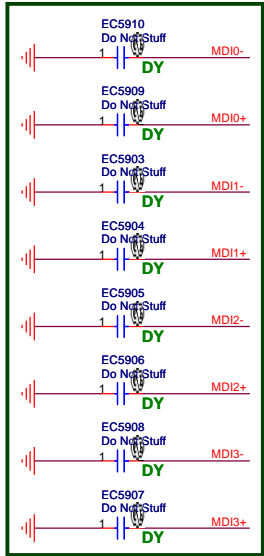 EC5910
Do Not Stuff
1
DY
MDI0-
EC5909
Do Not Stuff
1
DY
MDI0+
EC5903
Do Not Stuff
1
DY
MDI1-
EC5904
Do Not Stuff
1
DY
MDI1+
EC5905
Do Not Stuff
1
DY
MDI2-
EC5906
Do Not Stuff
1
DY
MDI2+
EC5908
Do Not Stuff
1
DY
MDI3-
EC5907
Do Not Stuff
1
DY
MDI3+